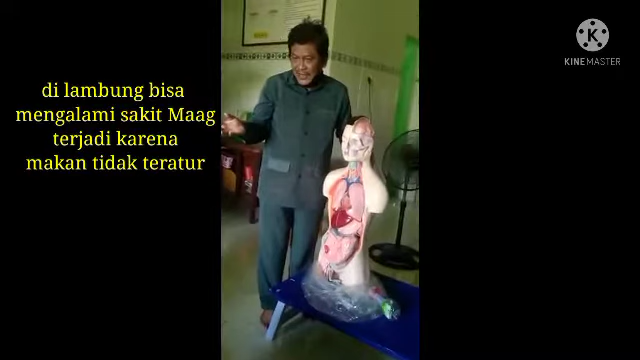 di lambung bisa
mengalami sakit Maag
terjadi karena
makan tidak teratur
KINEMASTER